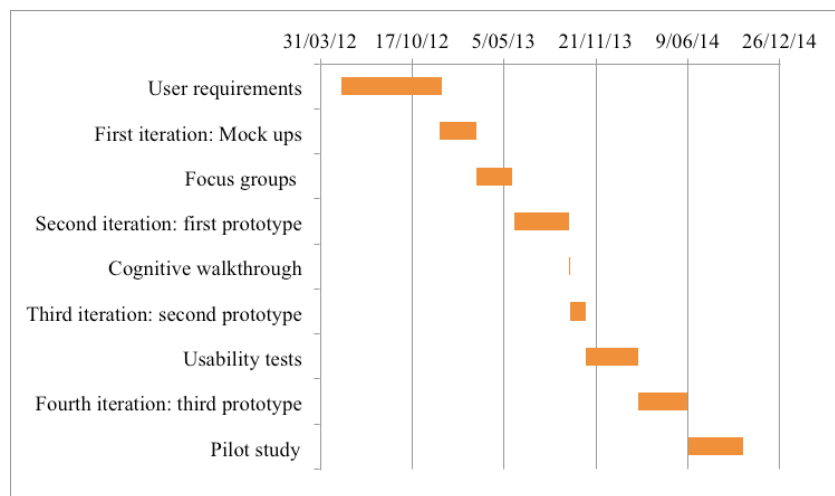 31/03/12 17/10/12 5/05/13 21/11/13 9/06/14 26/12/14
User requirements
First iteration: Mock ups
Focus groups
Second iteration: first prototype
Cognitive walkthrough
Third iteration: second prototype
Usability tests
Fourth iteration: third prototype
Pilot study